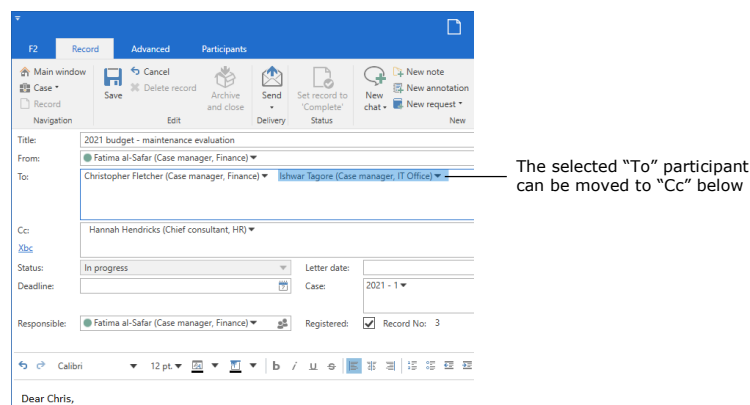 F2 Record Advanced Participants
Main window
Case
Record
Navigation
Save
Cancel
Delete record
Archive
and close
Edit
Send
Delivery
Set record to
'Complete'
Status
New
chat
New note
New annotation
New request
New
Title: 2021 budget - maintenance evaluation
From: Fatima al-Safar (Case manager, Finance)
To: Christopher Fletcher (Case manager, Finance) Ishwar Tagore (Case manager, IT Office)
The selected “To” participant
can be moved to “Cc” below
Cc: Hannah Hendricks (Chief consultant, HR)
Xbc
Status: In progress Letter date:
Deadline: Case: 2021 - 1
Responsible: Fatima al-Safar (Case manager, Finance) Registered: Record No: 3
Calibri 12 pt. b i u s
Dear Chris,